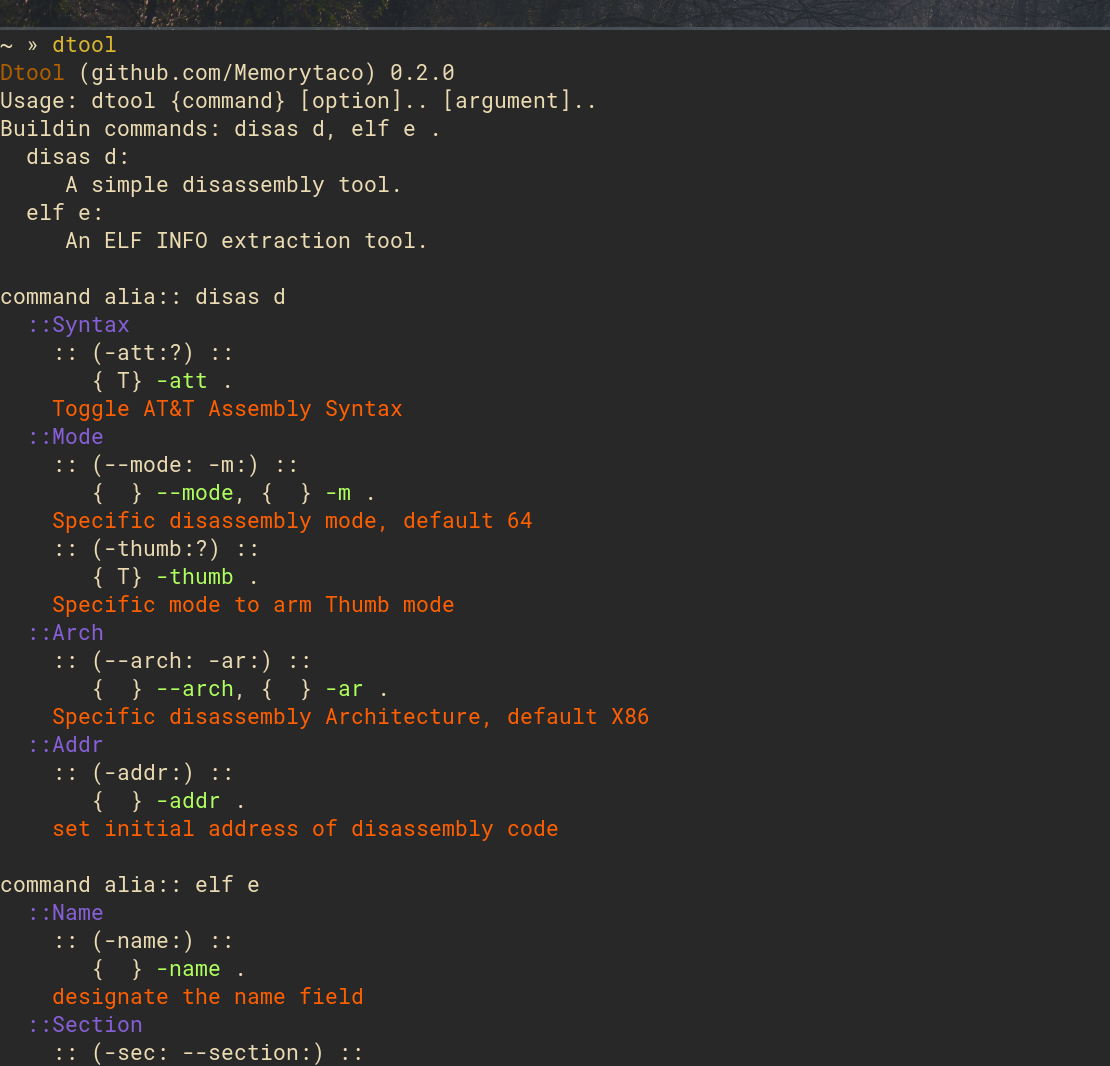 ~ » dtool
Dtool (github.com/Memorytaco) 0.2.0
Usage: dtool {command} [option].. [argument]..
Buildin commands: disas d, elf e .
  disas d:
     A simple disassembly tool.
  elf e:
     An ELF INFO extraction tool.

command alia:: disas d
  ::Syntax
    :: (-att:?) ::
       { T} -att .
    Toggle AT&T Assembly Syntax
  ::Mode
    :: (--mode: -m:) ::
       {  } --mode, {  } -m .
    Specific disassembly mode, default 64
    :: (-thumb:?) ::
       { T} -thumb .
    Specific mode to arm Thumb mode
  ::Arch
    :: (--arch: -ar:) ::
       {  } --arch, {  } -ar .
    Specific disassembly Architecture, default X86
  ::Addr
    :: (-addr:) ::
       {  } -addr .
    set initial address of disassembly code

command alia:: elf e
  ::Name
    :: (-name:) ::
       {  } -name .
    designate the name field
  ::Section
    :: (-sec: --section:) ::